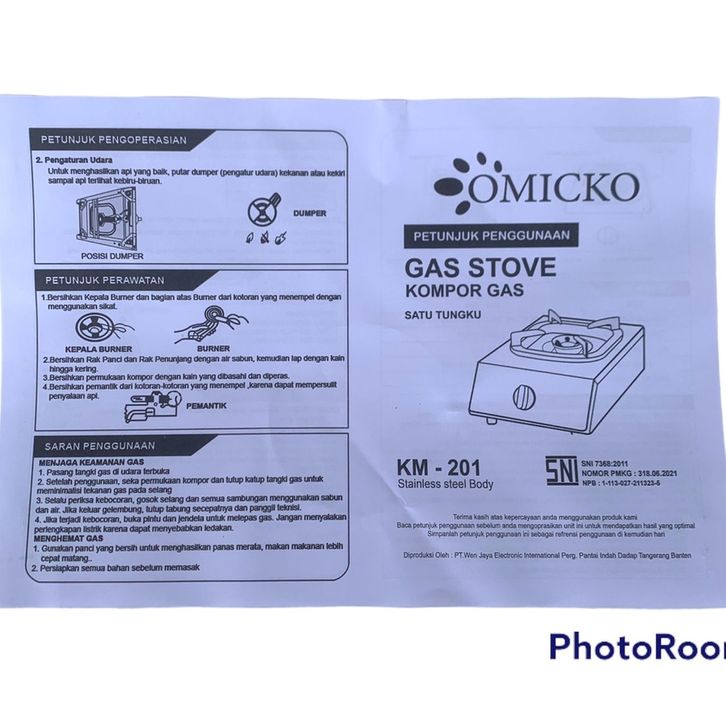 PETUNJUK PENGOPERASIAN
2. Pengaturan Udara
Untuk menghasilkan api yang baik, putar dumper (pengatur udara) kekanan atau kekiri
sampai api terlihat kebiru-biruan.
DUMPER
POSISI DUMPER
PETUNJUK PERAWATAN
1.Bersihkan Kepala Burner dan bagian atas Burner dari kotoran yang menempel dengan
menggunakan sikat.
KEPALA BURNER
BURNER
2.Bersihkan Rak Panci dan Rak Penunjang dengan air sabun, kemudian lap dengan kain
hingga kering.
3.Bersihkan permukaan kompor dengan kain yang dibasahi dan diperas.
4.Bersihkan pemantik dari kotoran-kotoran yang menempel ,karena dapat mempersulit
penyalaan api.
PEMANTIK
SARAN PENGGUNAAN
MENJAGA KEAMANAN GAS
1. Pasang tangki gas di udara terbuka
2. Setelah penggunaan, seka permukaan kompor dan tutup katup tangki gas untuk
meminimalisi tekanan gas pada selang
3. Selalu periksa kebocoran, gosok selang dan semua sambungan menggunakan sabun
dan air. Jika keluar gelembung, tutup tabung secepatnya dan panggil teknisi.
4. Jika terjadi kebocoran, buka pintu dan jendela untuk melepas gas. Jangan menyalakan
perlengkapan listrik karena dapat menyebabkan ledakan.
MENGHEMAT GAS
1. Gunakan panci yang bersih untuk menghasilkan panas merata, makan makanan lebih
cepat matang..
2. Persiapkan semua bahan sebelum memasak
OMICKO
PETUNJUK PENGGUNAAN
GAS STOVE
KOMPOR GAS
SATU TUNGKU
KM - 201
Stainless steel Body
SNI
SNI 7368:2011
NOMOR PMKG : 318.06.2021
NPB : 1-113-027-211323-5
Terima kasih atas kepercayaan anda menggunakan produk kami
Baca petunjuk penggunaan sebelum anda mengoprasikan unit ini untuk mendapatkan hasil yang optimal
Simpanlah petunjuk penggunaan ini sebagai refrensi penggunaan di kemudian hari
Diproduksi Oleh : PT.Wen Jaya Electronic International Perg. Pantai Indah Dadap Tangerang Banten
PhotoRoom